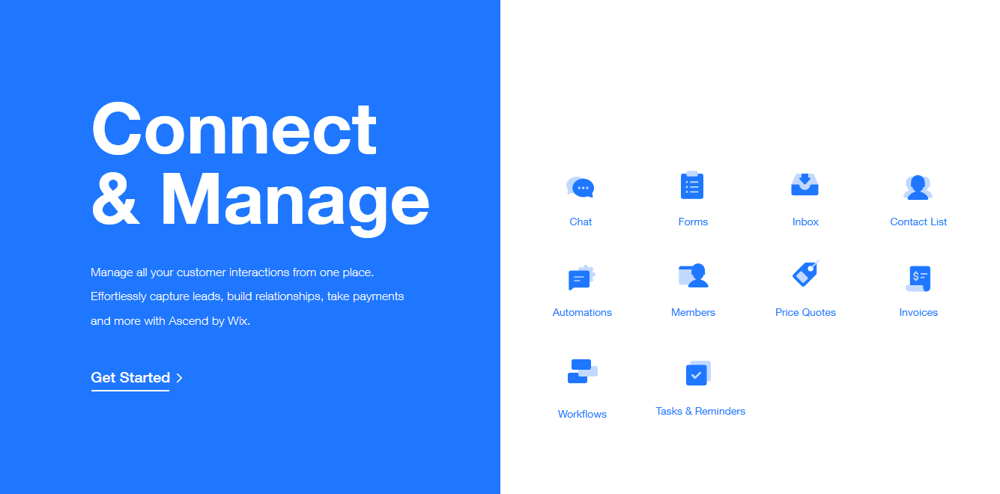 Connect
& Manage
Manage all your customer interactions from one place.
Effortlessly capture leads, build relationships, take payments
and more with Ascend by Wix.
Get Started >
Chat
Forms
Inbox
Contact List
Automations
Members
Price Quotes
Invoices
Workflows
Tasks & Reminders